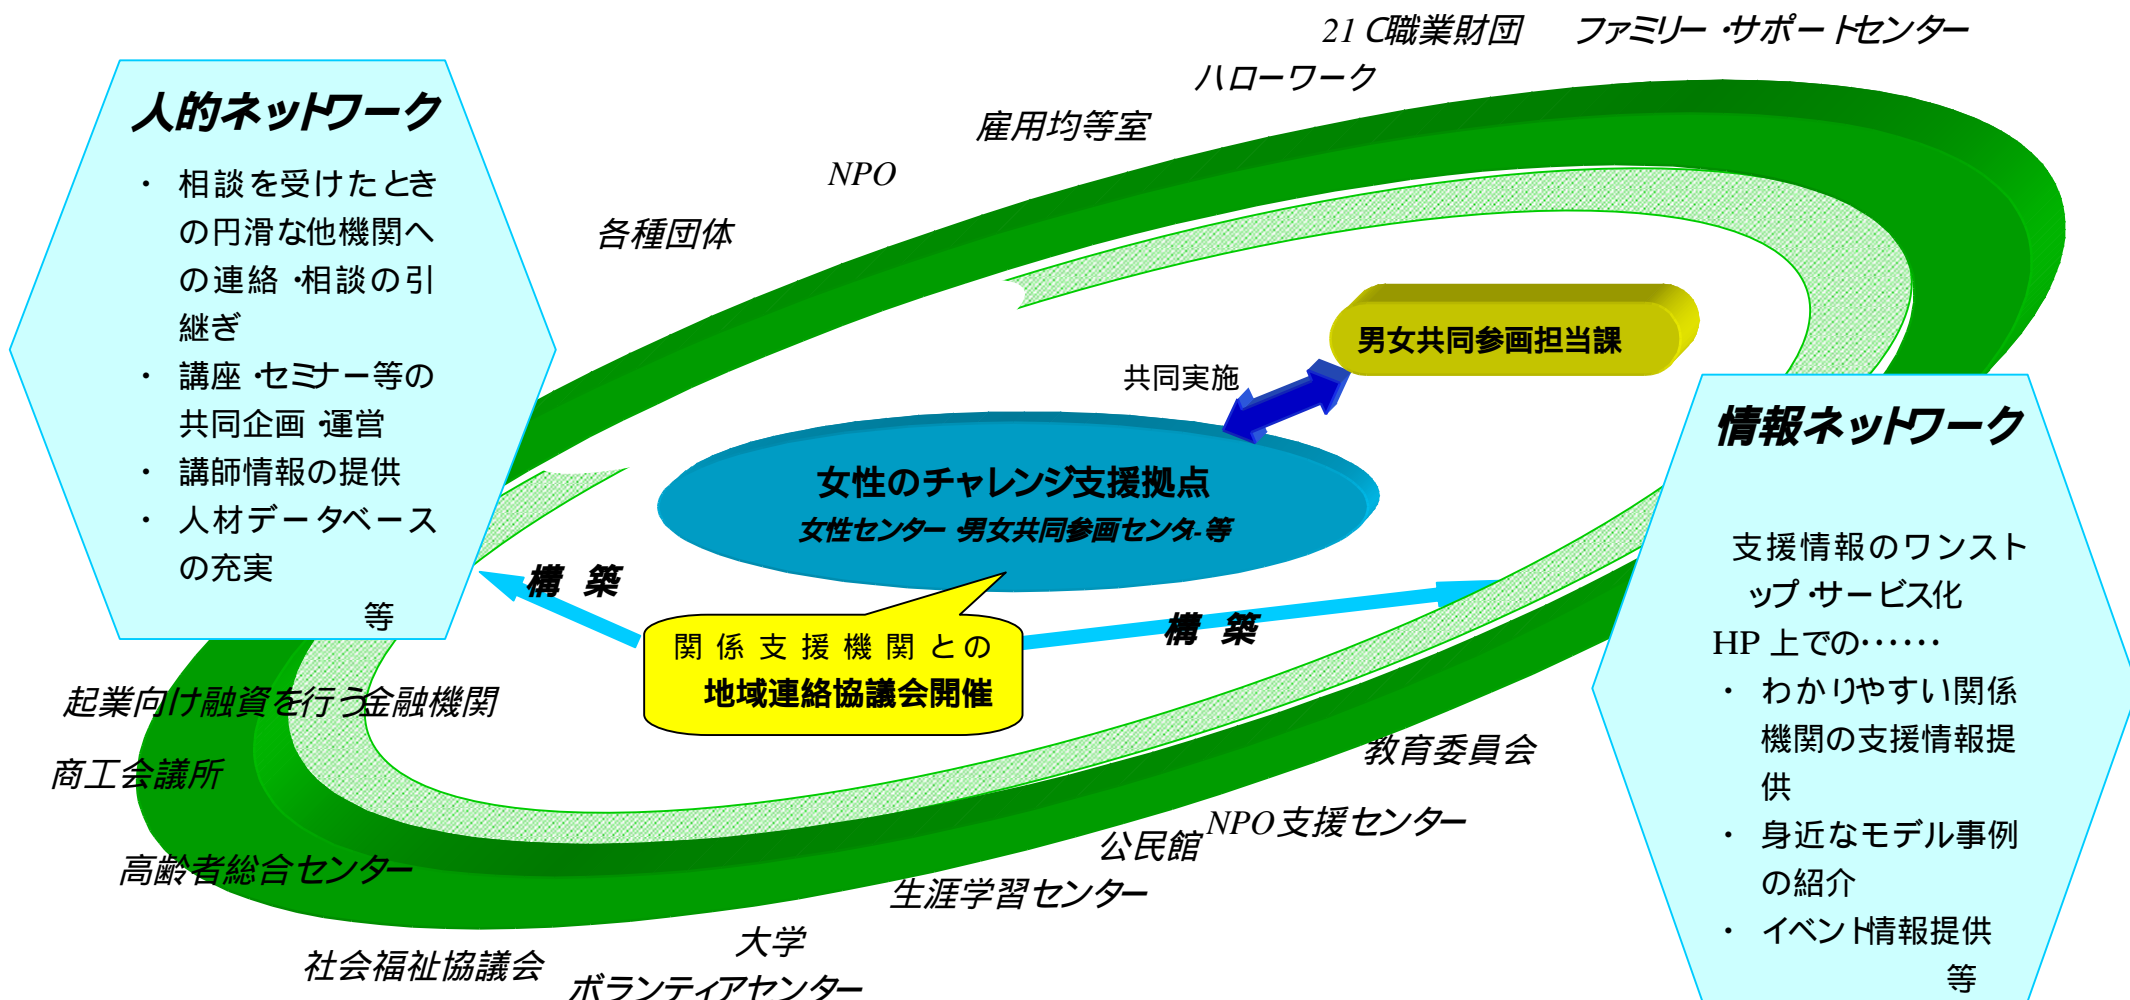 21C職業財団　ファミリー・サポートセンター
ハローワーク
雇用均等室
NPO
各種団体
人的ネットワーク
・ 相談を受けたとき
の円滑な他機関へ
の連絡・相談の引
継ぎ
・ 講座・セミナー等の
共同企画・運営
・ 講師情報の提供
・ 人材データベース
の充実
等
男女共同参画担当課
共同実施
女性のチャレンジ支援拠点
女性センター・男女共同参画センタ-等
構 築
構 築
関係支援機関との
地域連絡協議会開催
情報ネットワーク
支援情報のワンスト
ップ・サービス化
HP上での……
・ わかりやすい関係
機関の支援情報提
供
・ 身近なモデル事例
の紹介
・ イベント情報提供
等
起業向け融資を行う金融機関
商工会議所
高齢者総合センター
社会福祉協議会
大学
ボランティアセンター
生涯学習センター
公民館
NPO支援センター
教育委員会